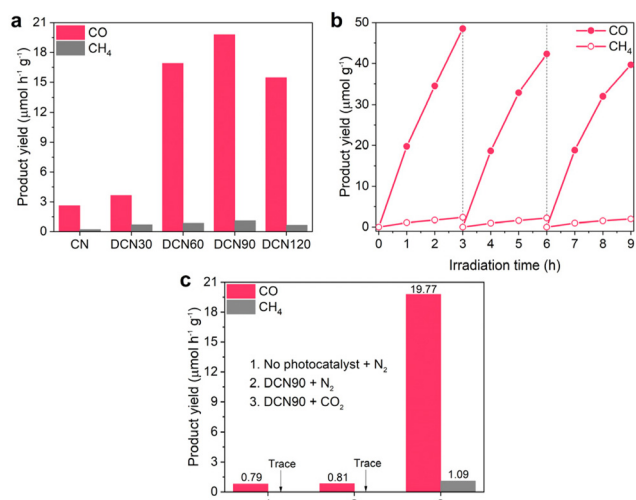 a
CO
CH4
Product yield (μmol h⁻¹ g⁻¹)
21
18
15
12
9
6
3
0
CN DCN30 DCN60 DCN90 DCN120
b
CO
CH4
Product yield (μmol g⁻¹)
50
40
30
20
10
0
0 1 2 3 4 5 6 7 8 9
Irradiation time (h)
c
CO
CH4
Product yield (μmol h⁻¹ g⁻¹)
21
18
15
12
9
6
3
0
19.77
1. No photocatalyst + N2
2. DCN90 + N2
3. DCN90 + CO2
0.79
Trace
0.81
Trace
1.09